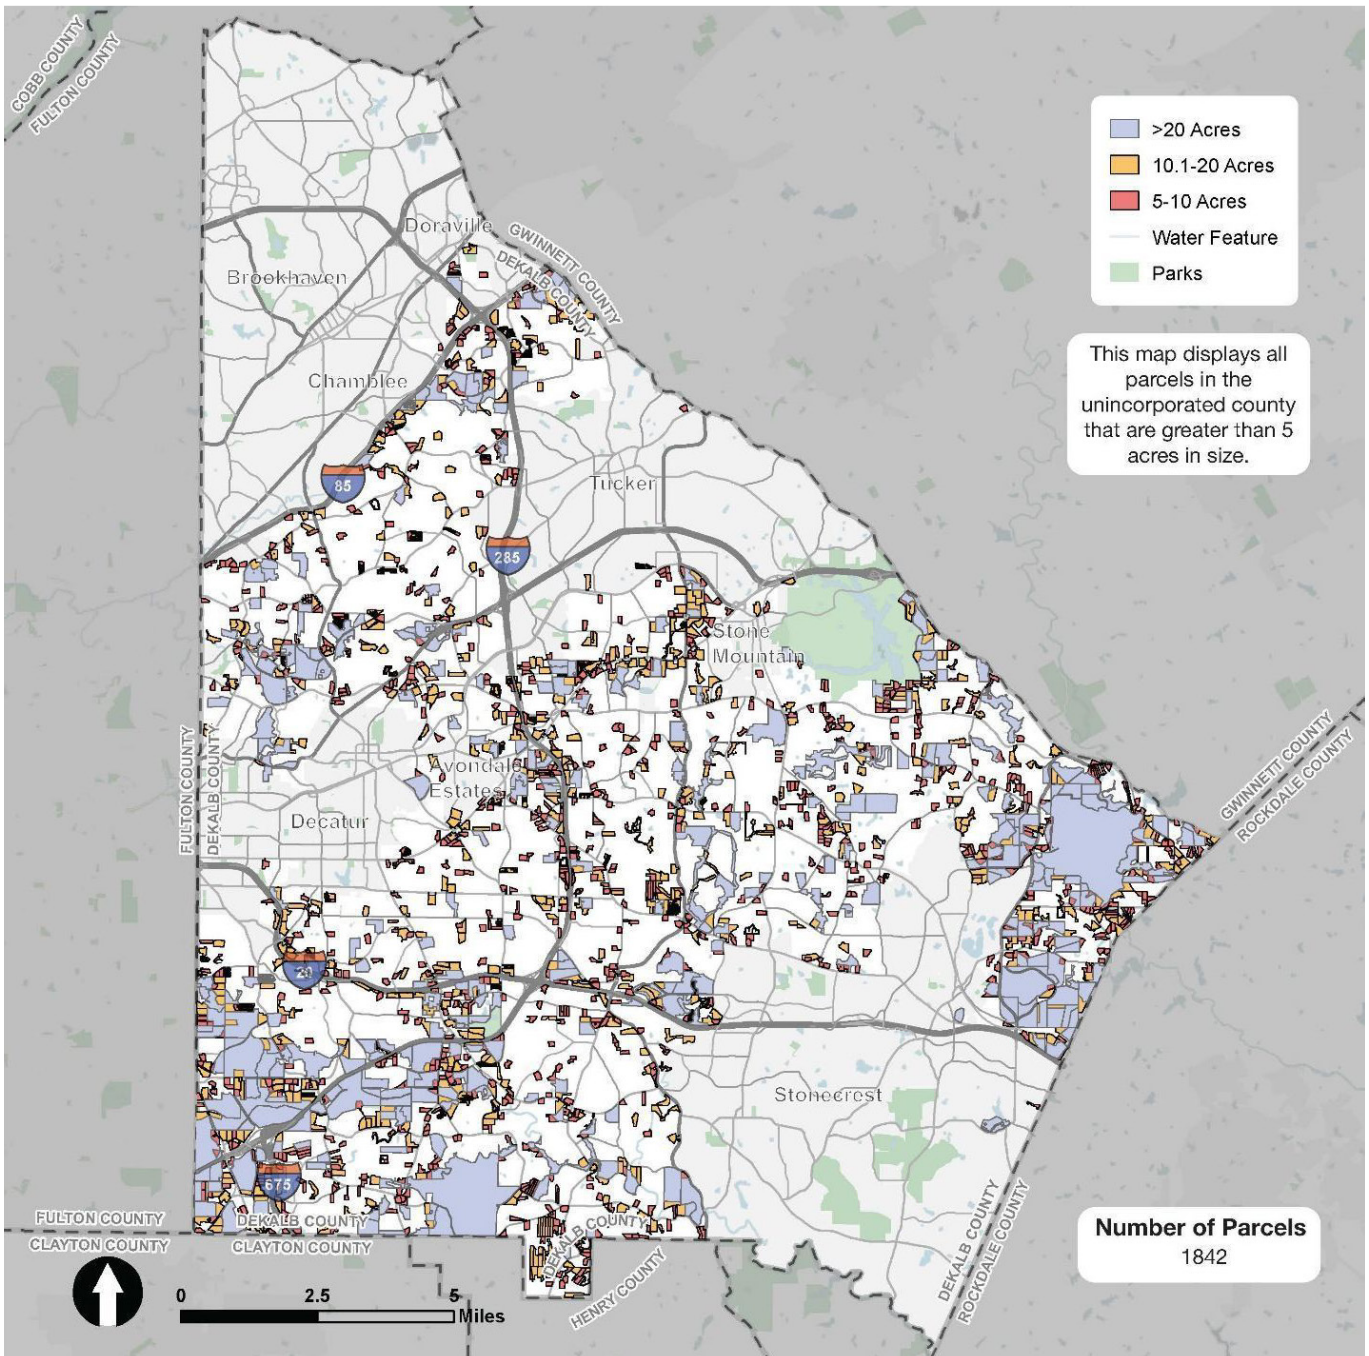 COBB COUNTY
FULTON COUNTY
>20 Acres
10.1-20 Acres
5-10 Acres
Water Feature
Parks
This map displays all
parcels in the
unincorporated county
that are greater than 5
acres in size.
Doraville
GWINNETT COUNTY
DEKALB COUNTY
Brookhaven
Chamblee
85
Tucker
285
Stone
Mountain
FULTON COUNTY
DEKALB COUNTY
Avondale
Estates
Decatur
GWINNETT COUNTY
ROCKDALE COUNTY
20
Stonecrest
675
FULTON COUNTY
CLAYTON COUNTY
DEKALB COUNTY
CLAYTON COUNTY
DEKALB COUNTY
HENRY COUNTY
DEKALB COUNTY
ROCKDALE COUNTY
Number of Parcels
1842
0 2.5 5
Miles